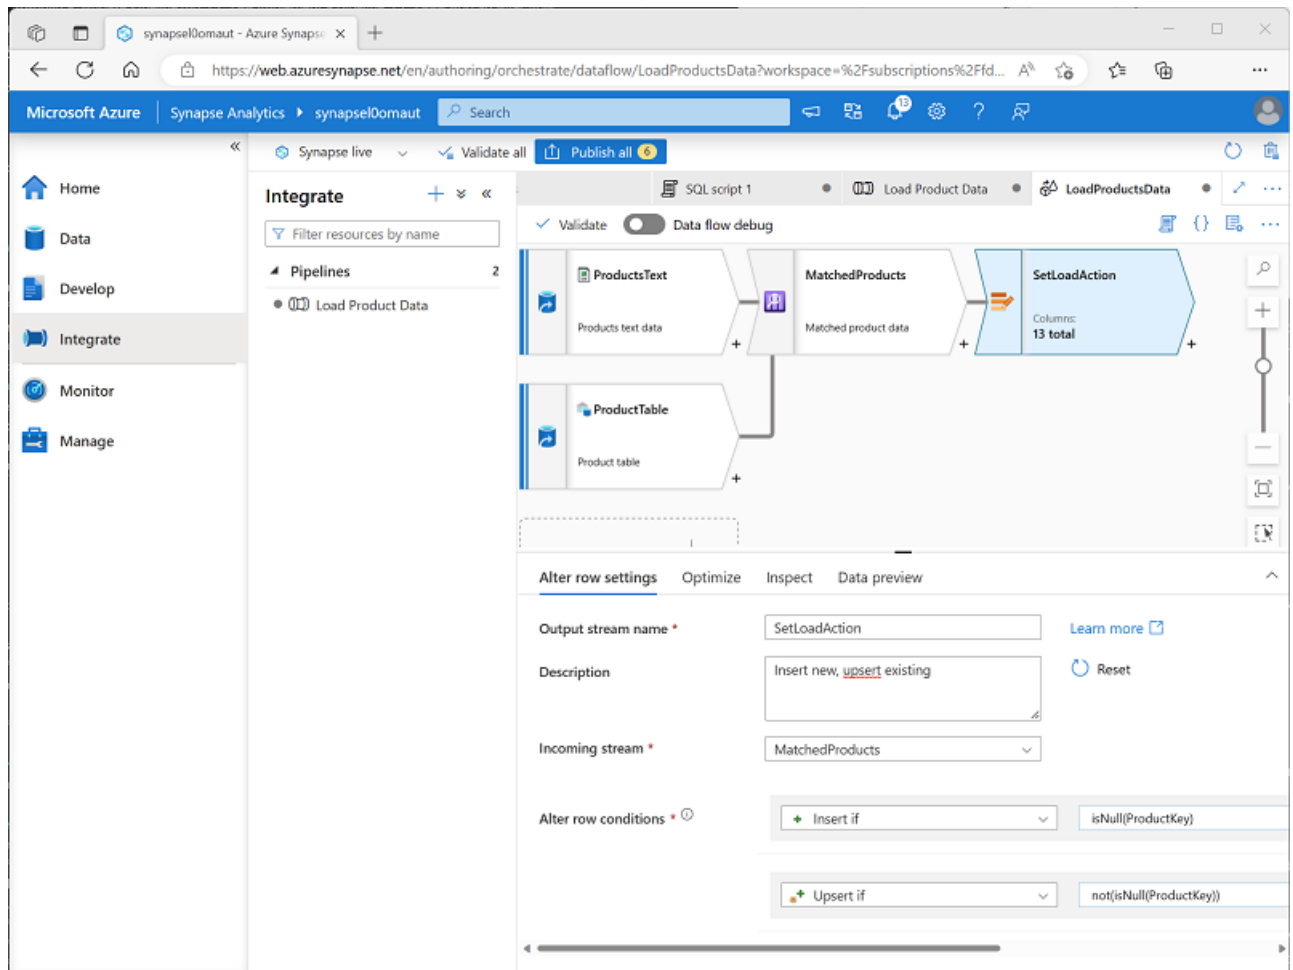 synapsel0omaut - Azure Synapse
https://web.azuresynapse.net/en/authoring/orchestrate/dataflow/LoadProductsData?workspace=%2Fsubscriptions%2Ffd...
Microsoft Azure | Synapse Analytics synapsel0omaut Search 13
Synapse live Validate all Publish all 6
Home
Data
Develop
Integrate
Monitor
Manage
Integrate
Filter resources by name
Pipelines 2
Load Product Data
SQL script 1 Load Product Data LoadProductsData
Validate Data flow debug
ProductsText
Products text data
MatchedProducts
Matched product data
SetLoadAction
Columns:
13 total
ProductTable
Product table
Alter row settings Optimize Inspect Data preview
Output stream name * SetLoadAction Learn more
Description Insert new, upsert existing Reset
Incoming stream * MatchedProducts
Alter row conditions * Insert if isNull(ProductKey)
Upsert if not(isNull(ProductKey))